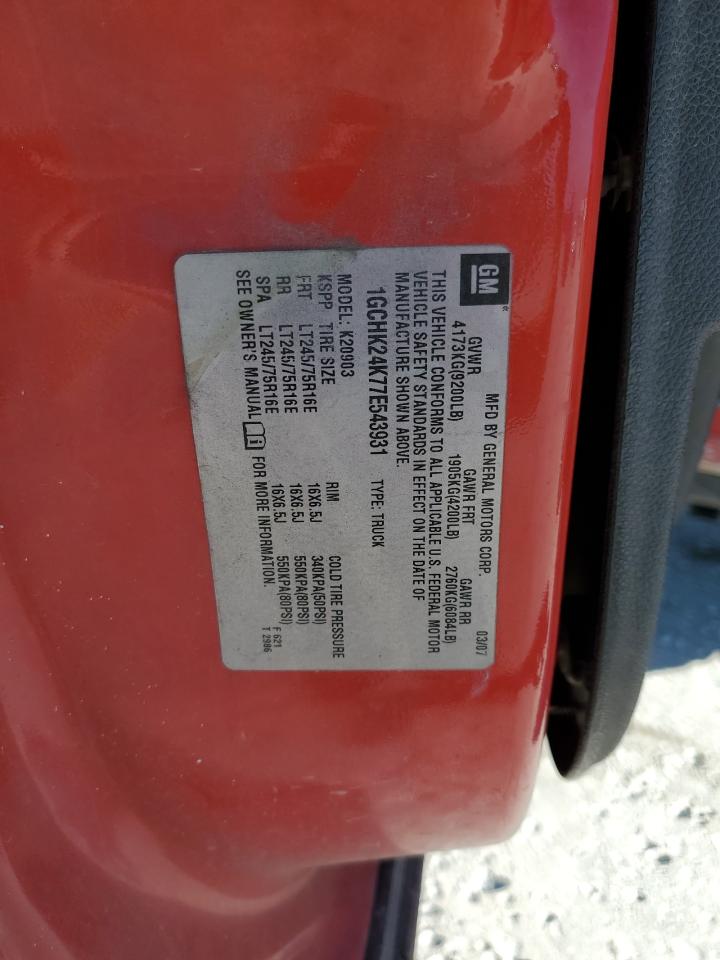 GM
MFD BY GENERAL MOTORS CORP. 03/07
GVWR GAWR FRT GAWR RR
4173KG(9200LB) 1905KG(4200LB) 2760KG(6084LB)
THIS VEHICLE CONFORMS TO ALL APPLICABLE U.S. FEDERAL MOTOR
VEHICLE SAFETY STANDARDS IN EFFECT ON THE DATE OF
MANUFACTURE SHOWN ABOVE.
1GCHK24K77E543931 TYPE: TRUCK
MODEL: K20903
KSPP TIRE SIZE RIM COLD TIRE PRESSURE
FRT LT245/75R16E 16X6.5J 340KPA(50PSI)
RR LT245/75R16E 16X6.5J 550KPA(80PSI)
SPA LT245/75R16E 16X6.5J 550KPA(80PSI)
SEE OWNER'S MANUAL FOR MORE INFORMATION.
F 621
T 2986